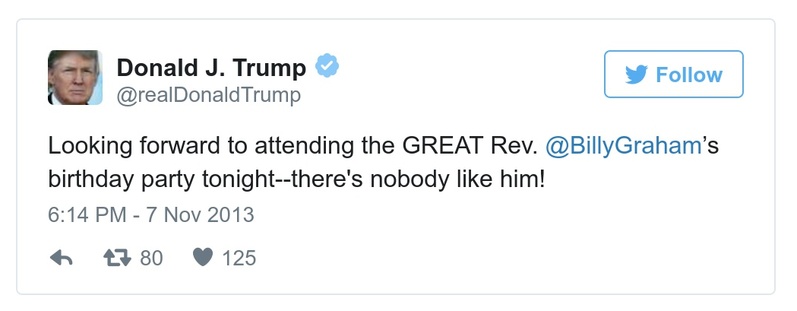 Donald J. Trump
@realDonaldTrump
Follow
Looking forward to attending the GREAT Rev. @BillyGraham’s
birthday party tonight--there's nobody like him!
6:14 PM - 7 Nov 2013
80 125